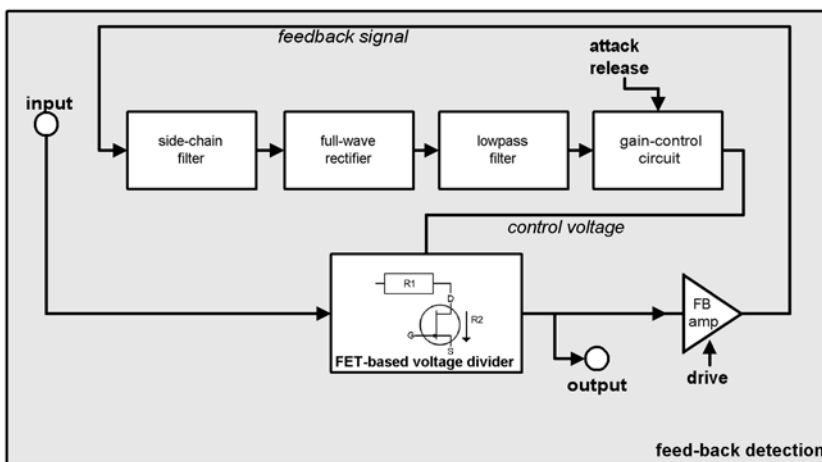 feedback signal
attack
release
input
side-chain
filter
full-wave
rectifier
lowpass
filter
gain-control
circuit
control voltage
R1
D
R2
G
S
FET-based voltage divider
FB
amp
output
drive
feed-back detection